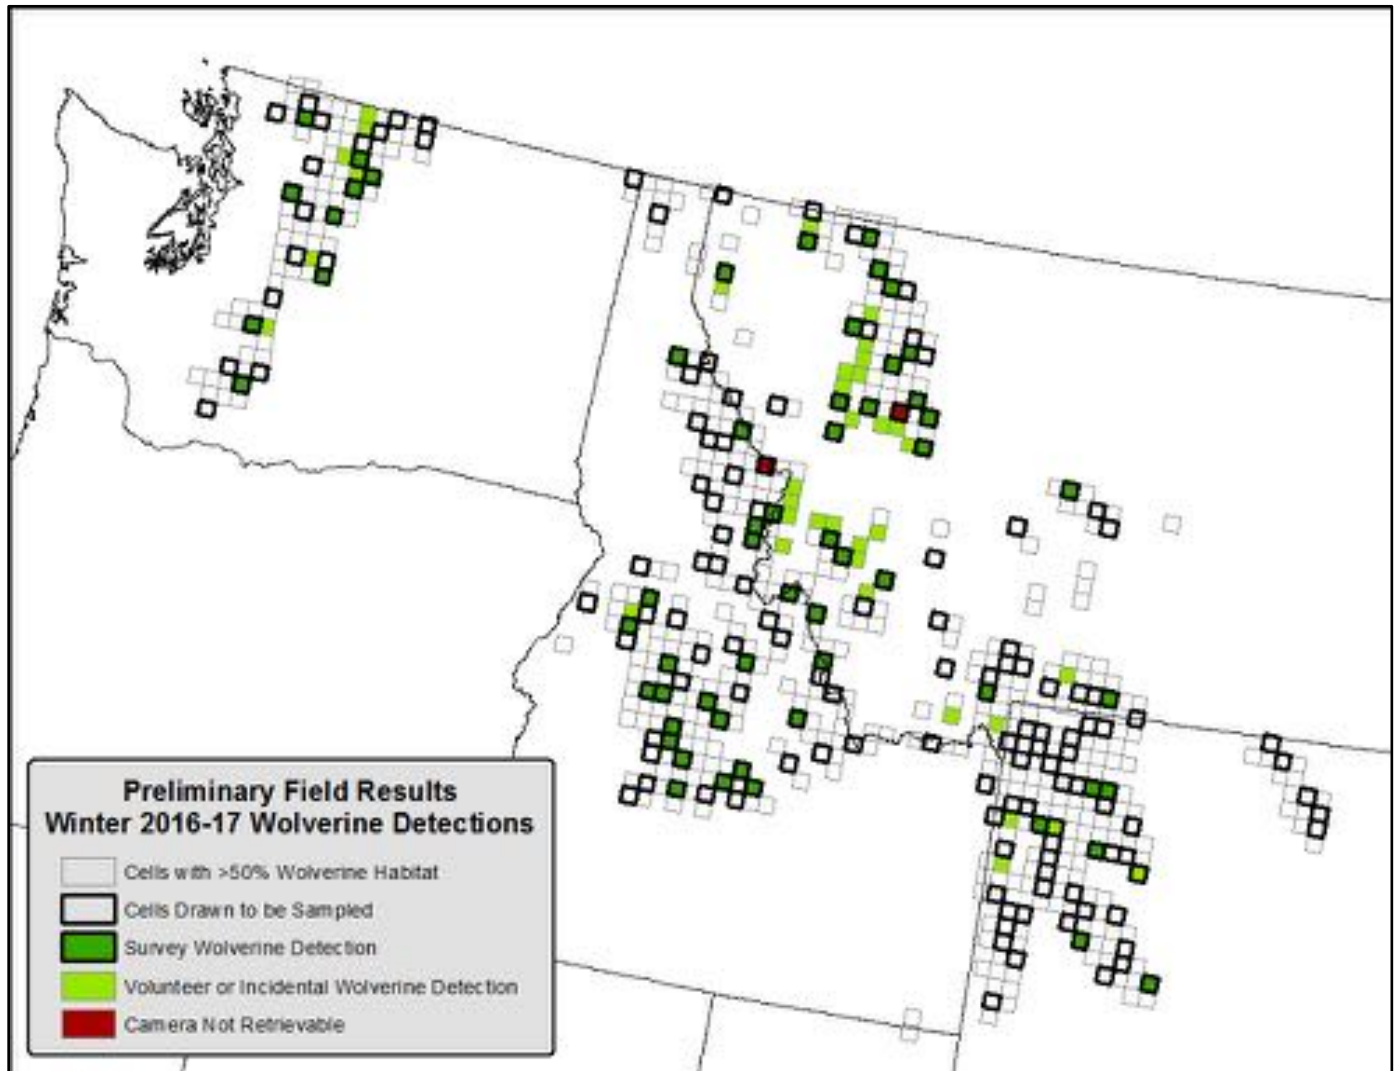 Preliminary Field Results
Winter 2016-17 Wolverine Detections
Cells with >50% Wolverine Habitat
Cells Drawn to be Sampled
Survey Wolverine Detection
Volunteer or Incidental Wolverine Detection
Camera Not Retrievable